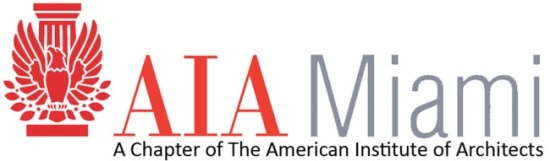 AIA Miami
A Chapter of The American Institute of Architects